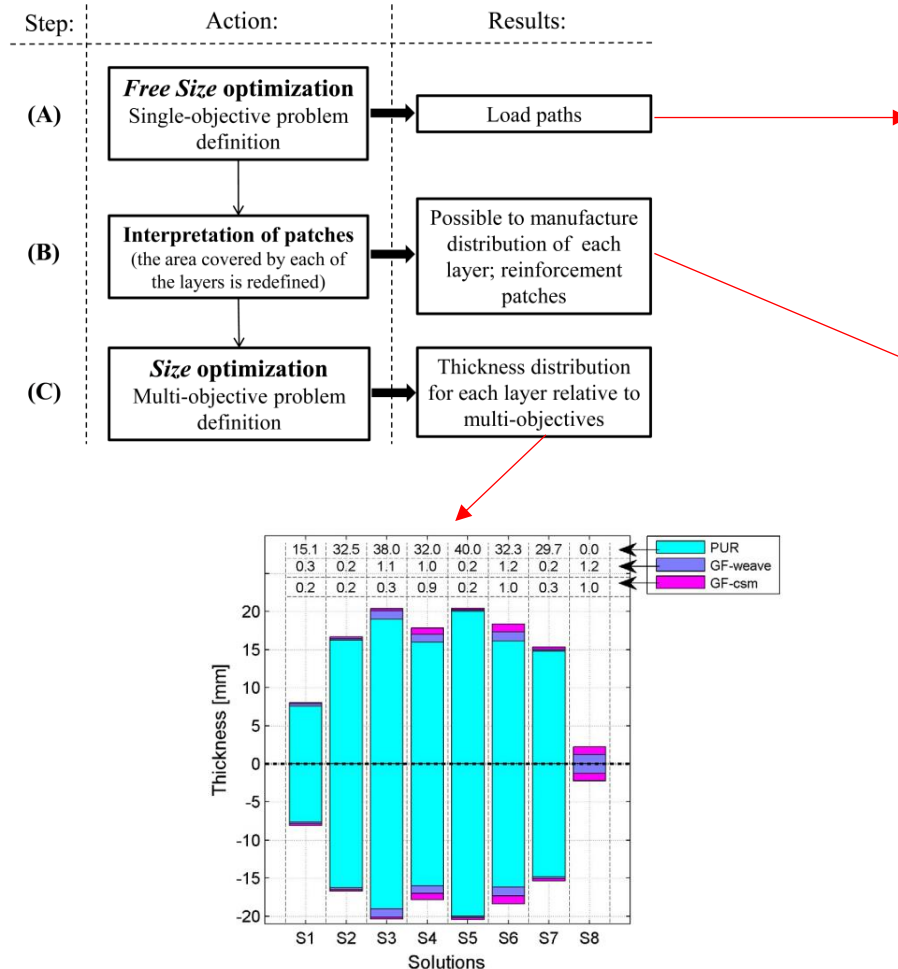 Step: Action: Results:
(A)
Free Size optimization
Single-objective problem
definition
Load paths
(B)
Interpretation of patches
(the area covered by each of
the layers is redefined)
Possible to manufacture
distribution of each
layer; reinforcement
patches
(C)
Size optimization
Multi-objective problem
definition
Thickness distribution
for each layer relative to
multi-objectives
15.1 32.5 38.0 32.0 40.0 32.3 29.7 0.0
0.3 0.2 1.1 1.0 0.2 1.2 0.2 1.2
0.2 0.2 0.3 0.9 0.2 1.0 0.3 1.0
PUR
GF-weave
GF-csm
Thickness [mm]
20
15
10
5
0
-5
-10
-15
-20
S1 S2 S3 S4 S5 S6 S7 S8
Solutions